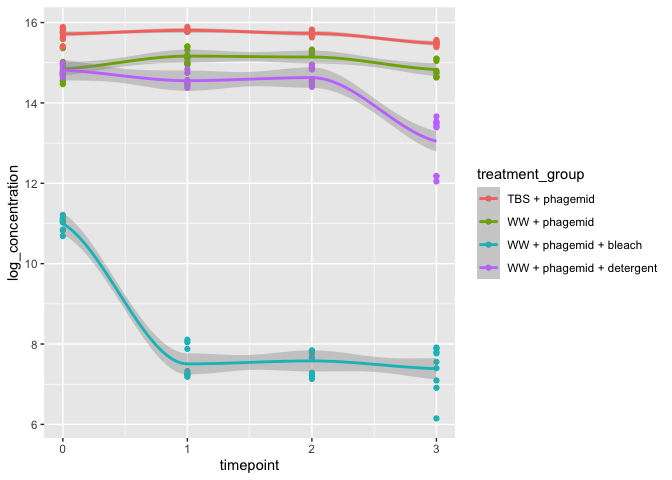 16
14
12
10
8
6
log_concentration
0
1
2
3
timepoint
treatment_group
TBS + phagemid
WW + phagemid
WW + phagemid + bleach
WW + phagemid + detergent